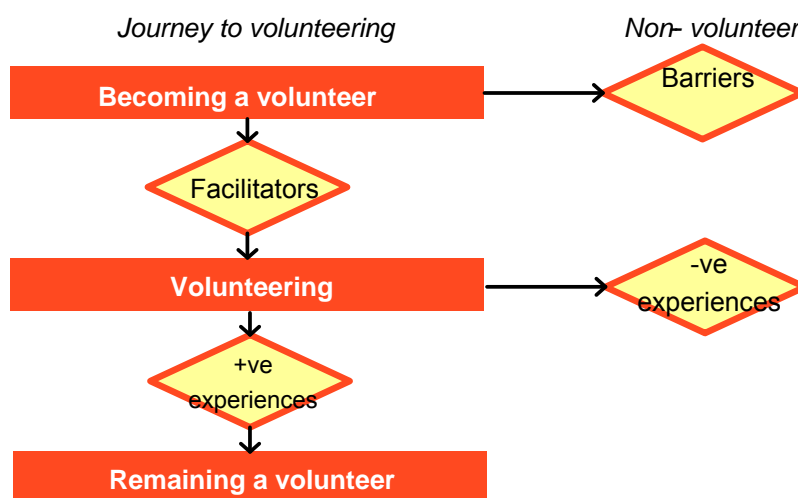 Journey to volunteering
Non- volunteer
Becoming a volunteer
Barriers
Facilitators
Volunteering
-ve
experiences
+ve
experiences
Remaining a volunteer